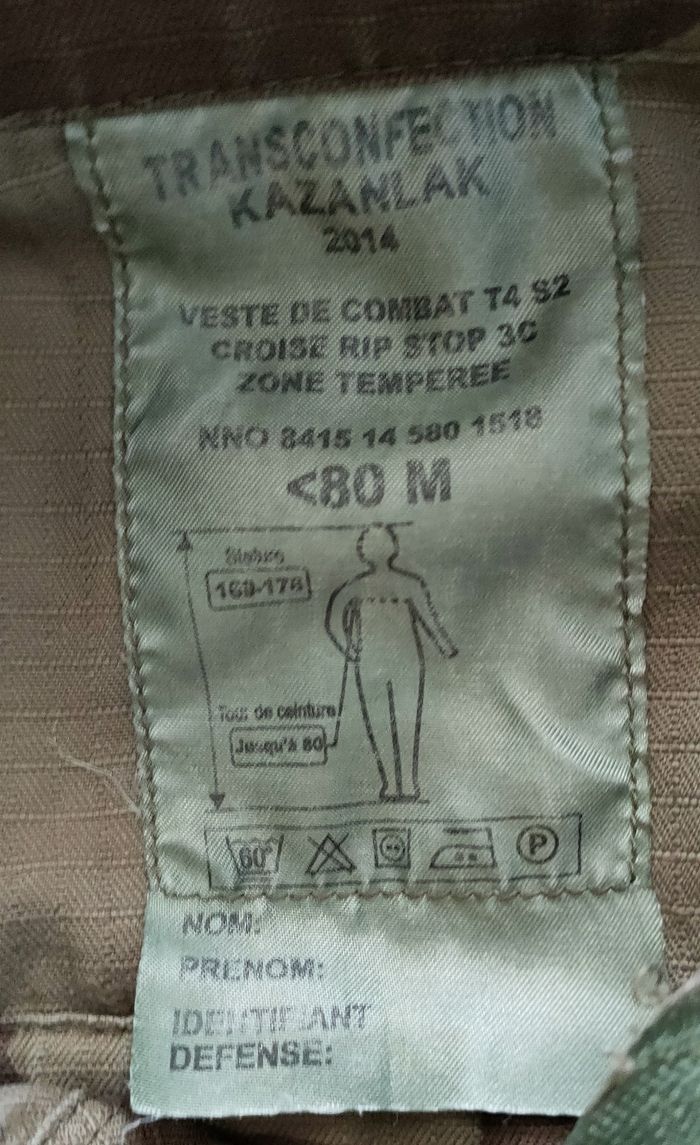 TRANSCONFECTION
KAZANLAK
2014
VESTE DE COMBAT T4 S2
CROISE RIP STOP 3C
ZONE TEMPEREE
NNO 8415 14 580 1518
<80 M
Stature
169-176
Tour de ceinture
Jusqu'à 80
60°
P
NOM:
PRENOM:
IDENTIFIANT
DEFENSE: